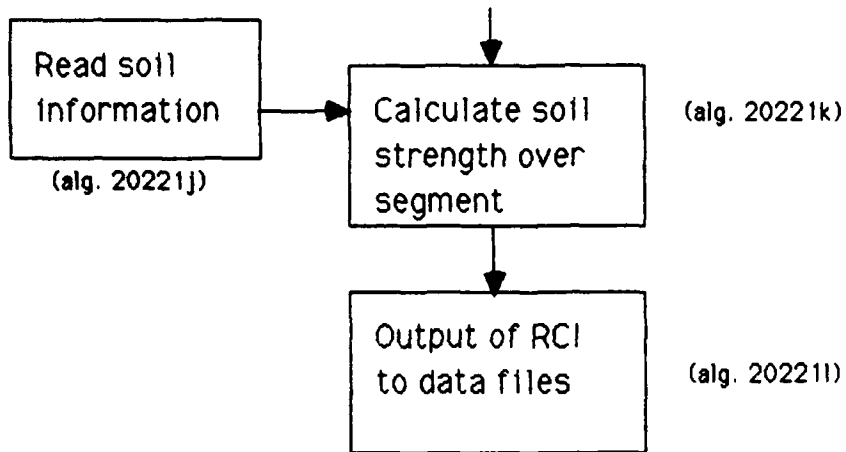 Read soil
information
(alg. 20221j)
Calculate soil
strength over
segment
(alg. 20221k)
Output of RCI
to data files
(alg. 20221l)